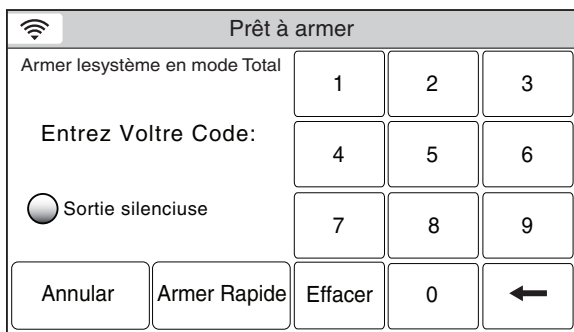 Prêt à armer
Armer lesystème en mode Total
1 2 3
Entrez Voltre Code:
4 5 6
Sortie silenciuse
7 8 9
Annular Armer Rapide Effacer 0